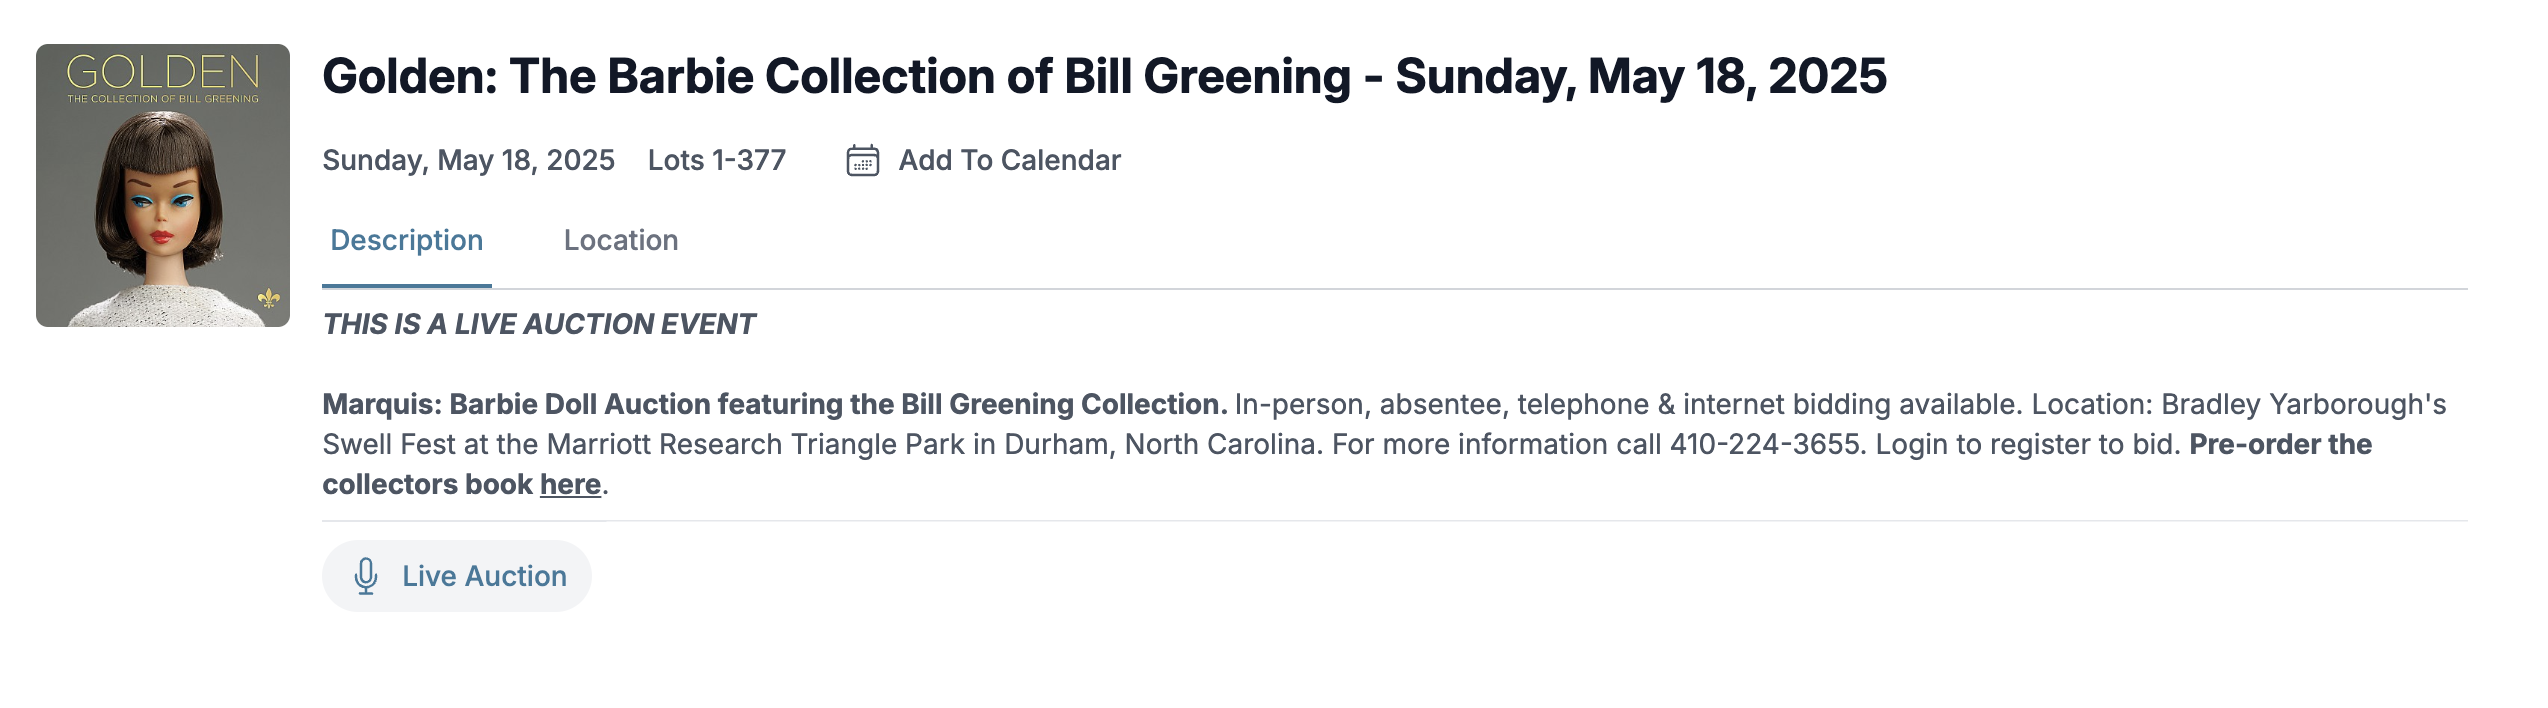 GOLDEN
THE COLLECTION OF BILL GREENING
Golden: The Barbie Collection of Bill Greening - Sunday, May 18, 2025
Sunday, May 18, 2025 Lots 1-377 Add To Calendar
Description Location
THIS IS A LIVE AUCTION EVENT
Marquis: Barbie Doll Auction featuring the Bill Greening Collection. In-person, absentee, telephone & internet bidding available. Location: Bradley Yarborough's
Swell Fest at the Marriott Research Triangle Park in Durham, North Carolina. For more information call 410-224-3655. Login to register to bid. Pre-order the
collectors book here.
Live Auction